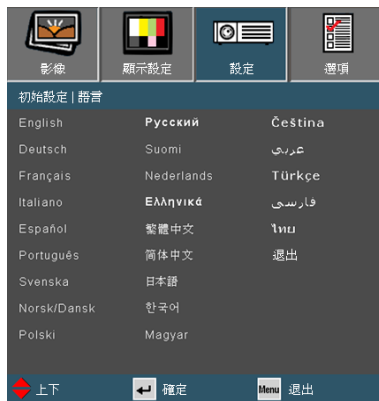 影像 顯示設定 設定 選項
初始設定 | 語言
English Русский Čeština
Deutsch Suomi عربي
Français Nederlands Türkçe
Italiano Ελληνικά فارسی
Español 繁體中文 ไทย
Português 简体中文 退出
Svenska 日本語
Norsk/Dansk 한국어
Polski Magyar
上下 確定 Menu 退出